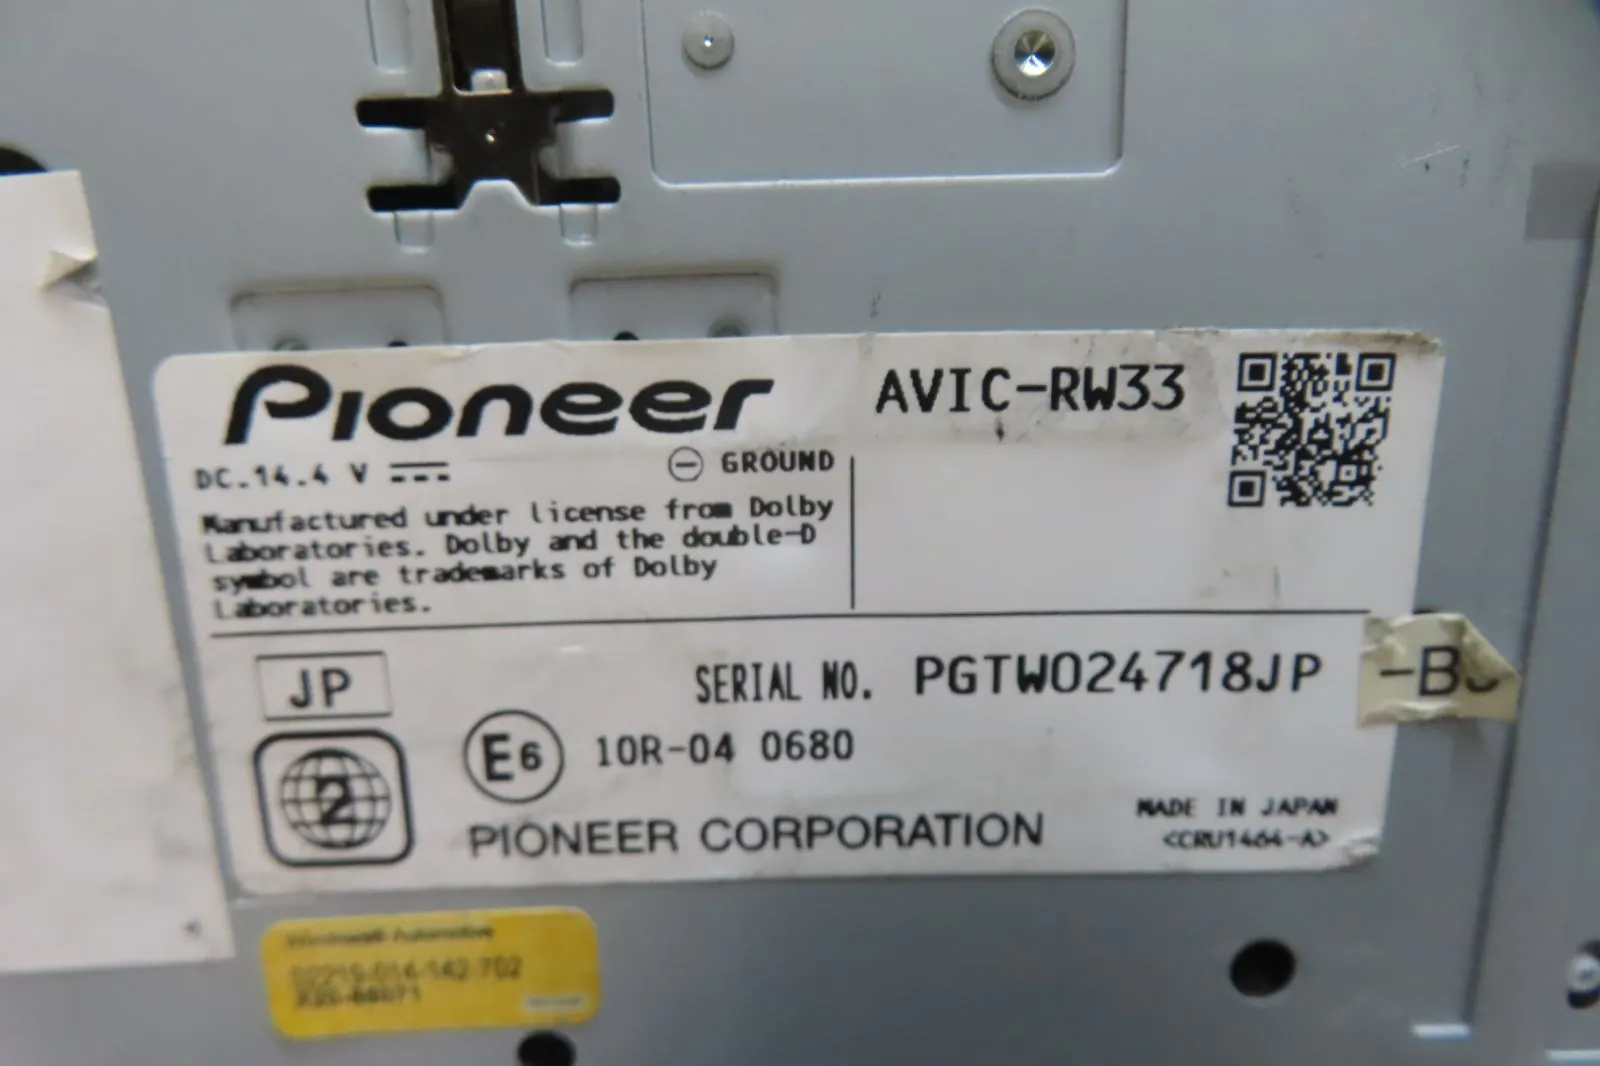 Pioneer
AVIC-RW33
DC.14.4 V
GROUND
Manufactured under license from Dolby
Laboratories. Dolby and the double-D
symbol are trademarks of Dolby
Laboratories.
JP
SERIAL NO. PGTW024718JP
-B
2
E6
10R-04 0680
PIONEER CORPORATION
MADE IN JAPAN
<CRU1464-A>
Automotive